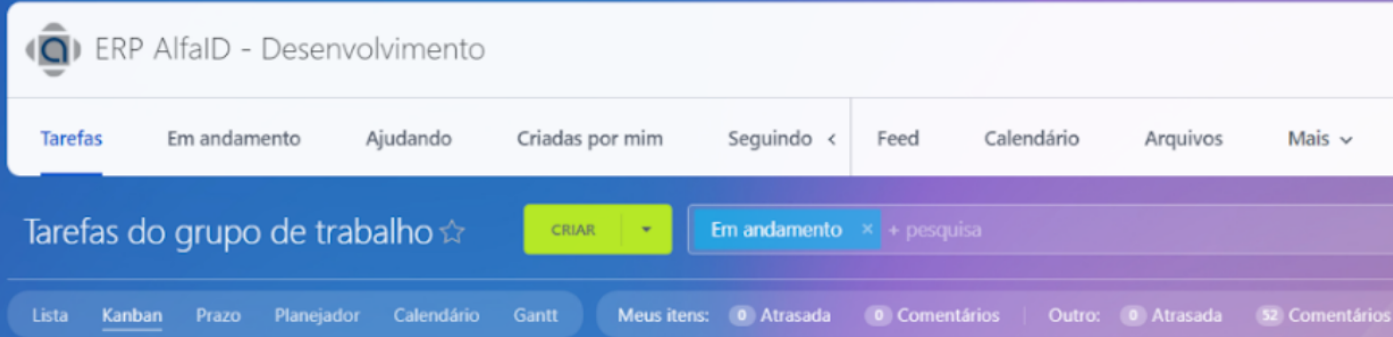 ERP AlfaID - Desenvolvimento
Tarefas Em andamento Ajudando Criadas por mim Seguindo < Feed Calendário Arquivos Mais
Tarefas do grupo de trabalho CRIAR Em andamento × + pesquisa
Lista Kanban Prazo Planejador Calendário Gantt Meus itens: 0 Atrasada 0 Comentários Outro: 0 Atrasada 52 Comentários